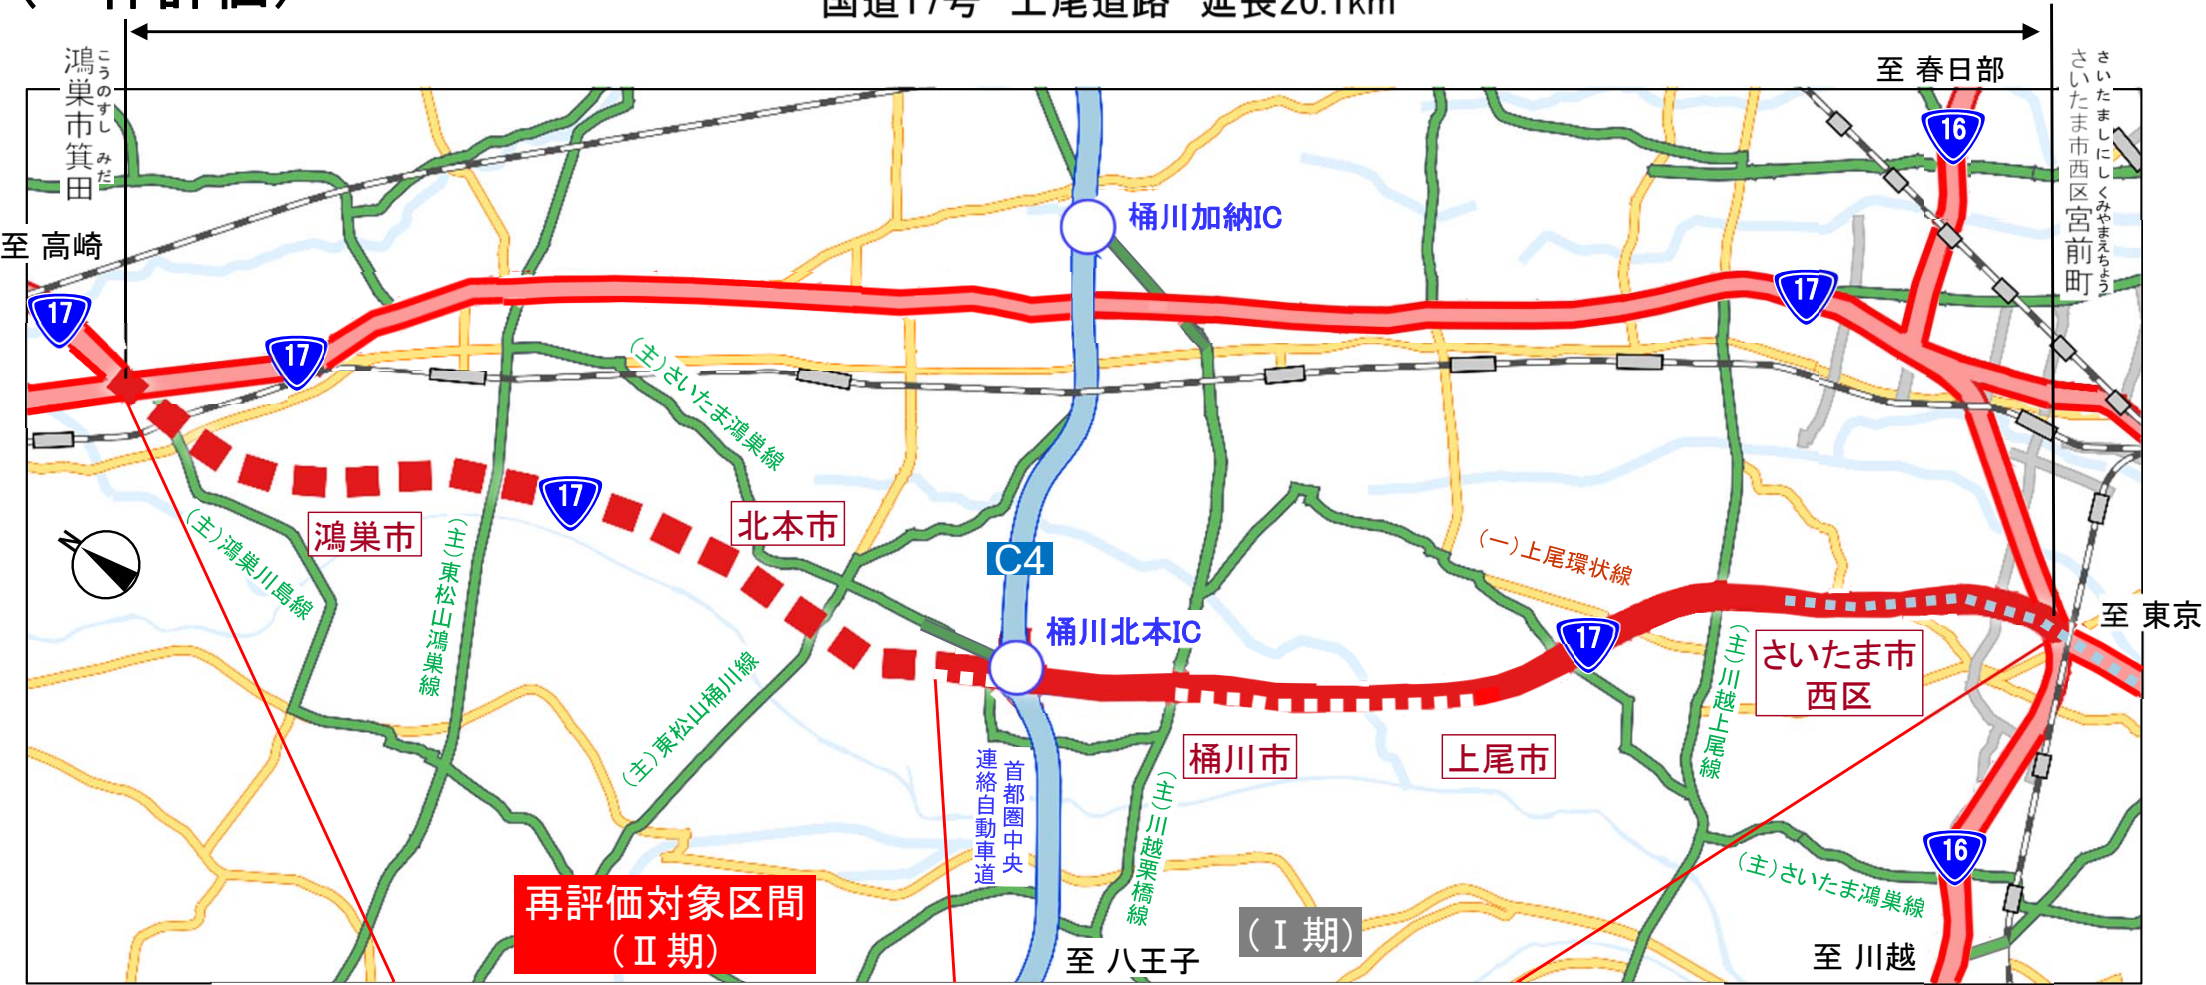 国道17号 上尾道路 延長20.1km
鴻巣市箕田
こうのすし みだ
至 春日部
さいたま市西区宮前町
さいたましにしくみやまえちょう
16
桶川加納IC
至 高崎
17
17
17
(主)さいたま鴻巣線
17
北本市
鴻巣市
N
(主)鴻巣川島線
(主)東松山鴻巣線
C4
(一)上尾環状線
桶川北本IC
17
至 東京
さいたま市
西区
(主)川越上尾線
(主)東松山桶川線
桶川市
上尾市
首都圏中央
連絡自動車道
(主)川越栗橋線
16
(主)さいたま鴻巣線
再評価対象区間
(Ⅱ期)
(Ⅰ期)
至 八王子
至 川越